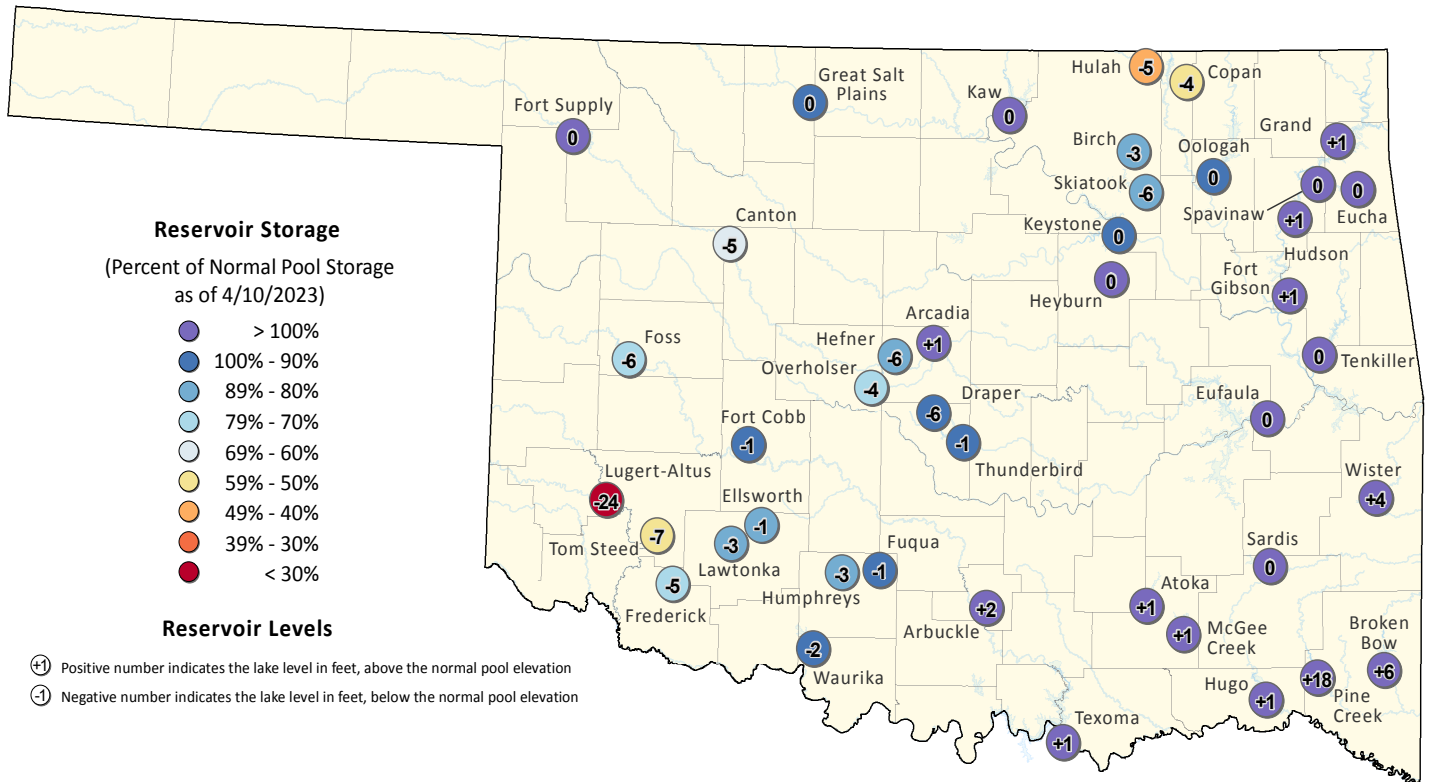 Reservoir Storage
(Percent of Normal Pool Storage
as of 4/10/2023)
> 100%
100% - 90%
89% - 80%
79% - 70%
69% - 60%
59% - 50%
49% - 40%
39% - 30%
< 30%
Reservoir Levels
+1 Positive number indicates the lake level in feet, above the normal pool elevation
-1 Negative number indicates the lake level in feet, below the normal pool elevation
Fort Supply
0
Great Salt
Plains
0
Kaw
0
Hulah
-5
Copan
-4
Birch
-3
Skiatook
-6
Oologah
0
Grand
+1
Spavinaw
0
Eucha
0
Hudson
+1
Keystone
0
Heyburn
0
Fort
Gibson
+1
Canton
-5
Foss
-6
Hefner
-6
Arcadia
+1
Overholser
-4
Draper
-6
Thunderbird
-1
Tenkiller
0
Eufaula
0
Fort Cobb
-1
Lugert-Altus
-24
Tom Steed
-7
Ellsworth
-1
Lawtonka
-3
Frederick
-5
Humphreys
-3
Fuqua
-1
Waurika
-2
Arbuckle
+2
Wister
+4
Sardis
0
Atoka
+1
McGee
Creek
+1
Broken
Bow
+6
Hugo
+1
Pine
Creek
+18
Texoma
+1